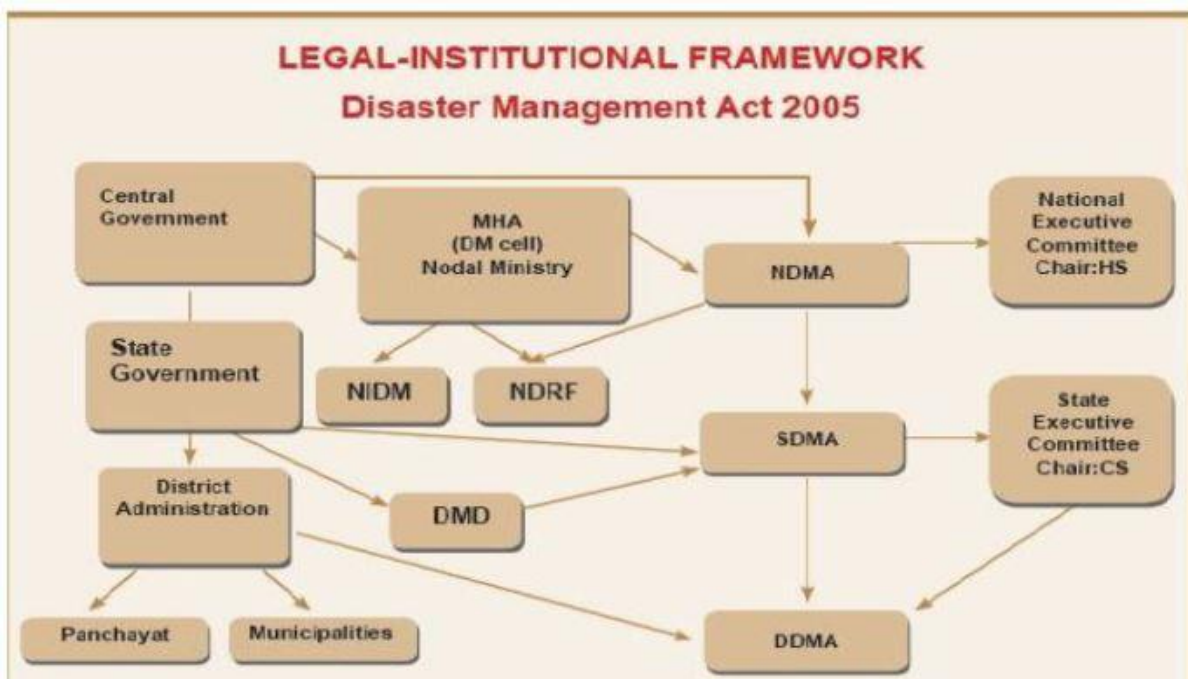 LEGAL-INSTITUTIONAL FRAMEWORK
Disaster Management Act 2005
Central
Government
MHA
(DM cell)
Nodal Ministry
NDMA
National
Executive
Committee
Chair:HS
State
Government
NIDM
NDRF
SDMA
State
Executive
Committee
Chair:CS
District
Administration
DMD
Panchayat
Municipalities
DDMA